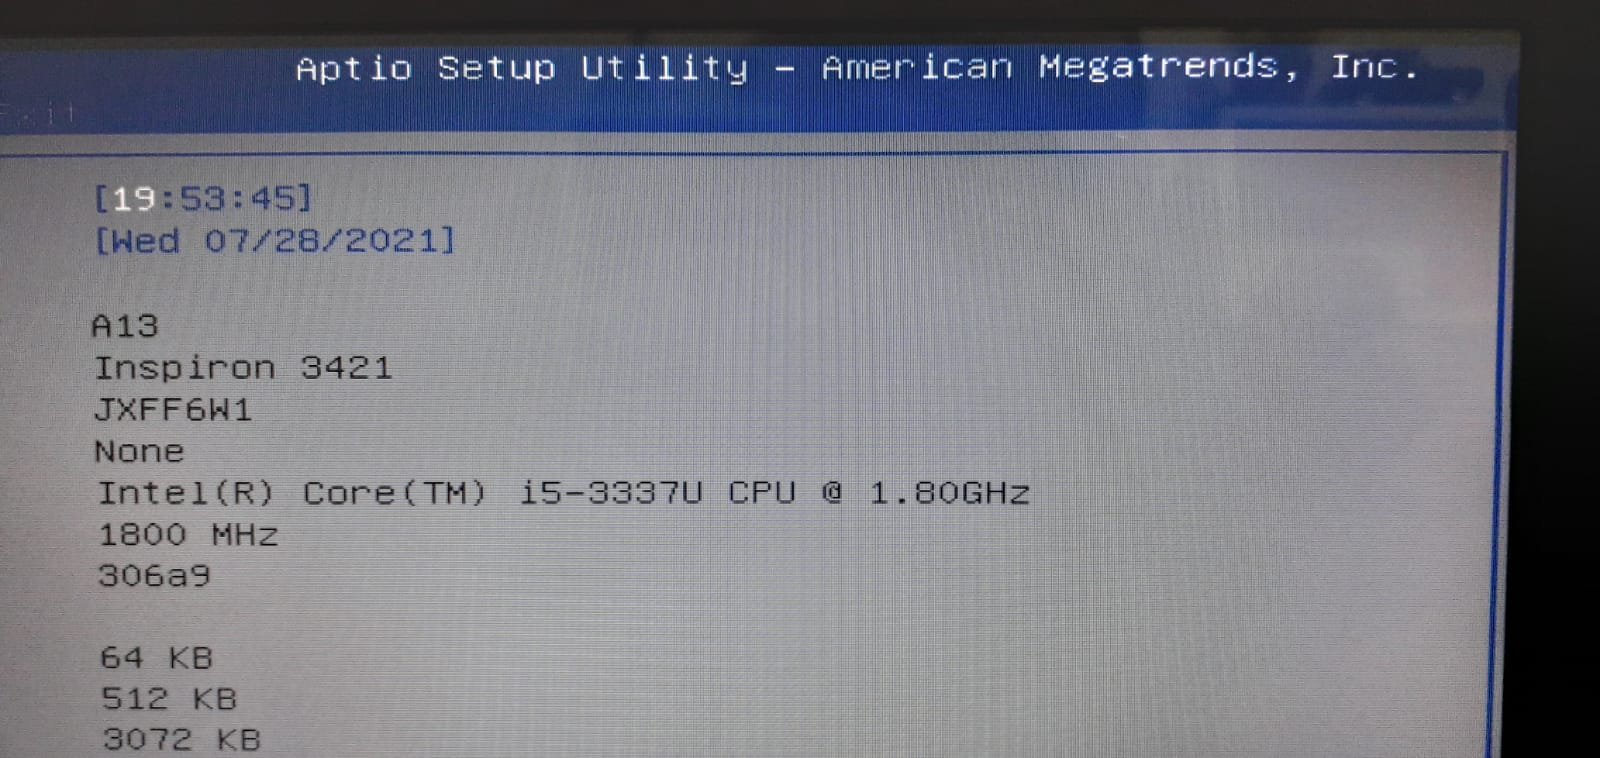 Aptio Setup Utility - American Megatrends, Inc.
Exit
[19:53:45]
[Wed 07/28/2021]
A13
Inspiron 3421
JXFF6W1
None
Intel(R) Core(TM) i5-3337U CPU @ 1.80GHz
1800 MHz
306a9
64 KB
512 KB
3072 KB